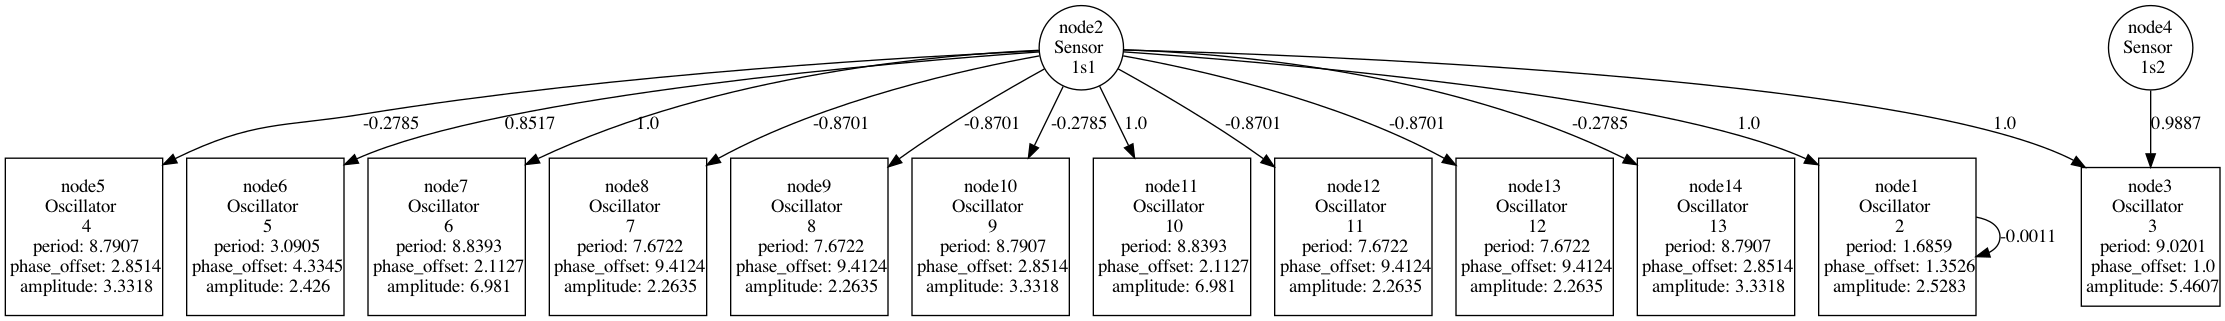 node2
Sensor
1s1
node4
Sensor
1s2
-0.2785
0.8517
1.0
-0.8701
-0.8701
-0.2785
1.0
-0.8701
-0.8701
-0.2785
1.0
1.0
0.9887
node5
Oscillator
4
period: 8.7907
phase_offset: 2.8514
amplitude: 3.3318
node6
Oscillator
5
period: 3.0905
phase_offset: 4.3345
amplitude: 2.426
node7
Oscillator
6
period: 8.8393
phase_offset: 2.1127
amplitude: 6.981
node8
Oscillator
7
period: 7.6722
phase_offset: 9.4124
amplitude: 2.2635
node9
Oscillator
8
period: 7.6722
phase_offset: 9.4124
amplitude: 2.2635
node10
Oscillator
9
period: 8.7907
phase_offset: 2.8514
amplitude: 3.3318
node11
Oscillator
10
period: 8.8393
phase_offset: 2.1127
amplitude: 6.981
node12
Oscillator
11
period: 7.6722
phase_offset: 9.4124
amplitude: 2.2635
node13
Oscillator
12
period: 7.6722
phase_offset: 9.4124
amplitude: 2.2635
node14
Oscillator
13
period: 8.7907
phase_offset: 2.8514
amplitude: 3.3318
node1
Oscillator
2
period: 1.6859
phase_offset: 1.3526
amplitude: 2.5283
-0.0011
node3
Oscillator
3
period: 9.0201
phase_offset: 1.0
amplitude: 5.4607